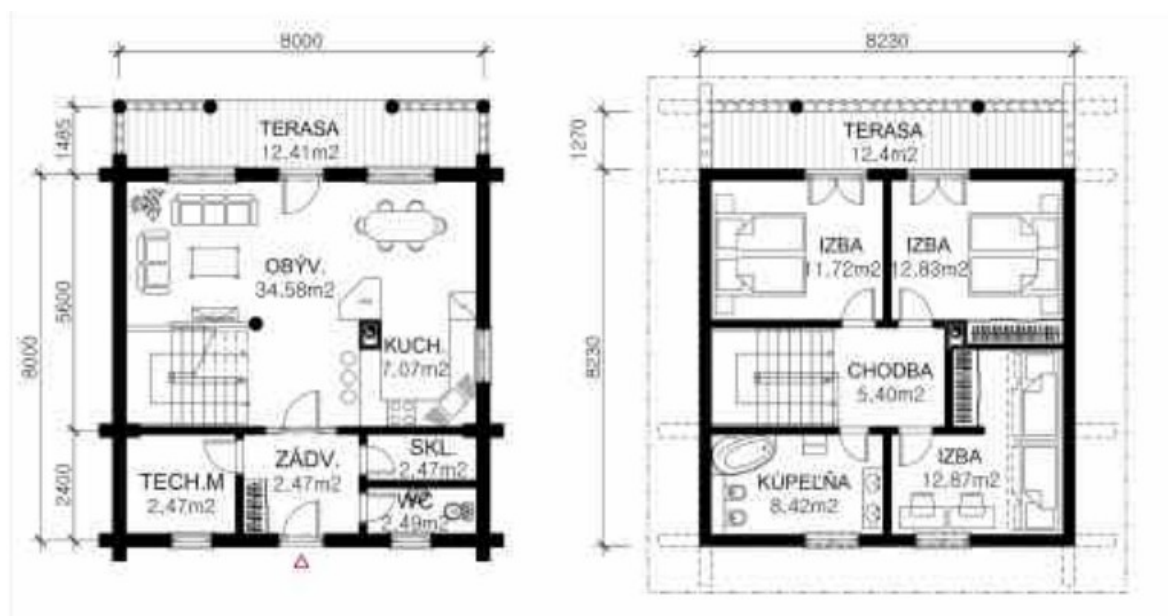 8000
1485
TERASA
12.41m2
8000
5600
OBÝV.
34.58m2
KUCH.
7.07m2
2400
TECH.M
2.47m2
ZÁDV.
2.47m2
SKL.
2.47m2
WC
2.49m2
8230
1270
TERASA
12.4m2
8230
IZBA
11.72m2
IZBA
12.83m2
CHODBA
5.40m2
KÚPEĽŇA
8.42m2
IZBA
12.87m2